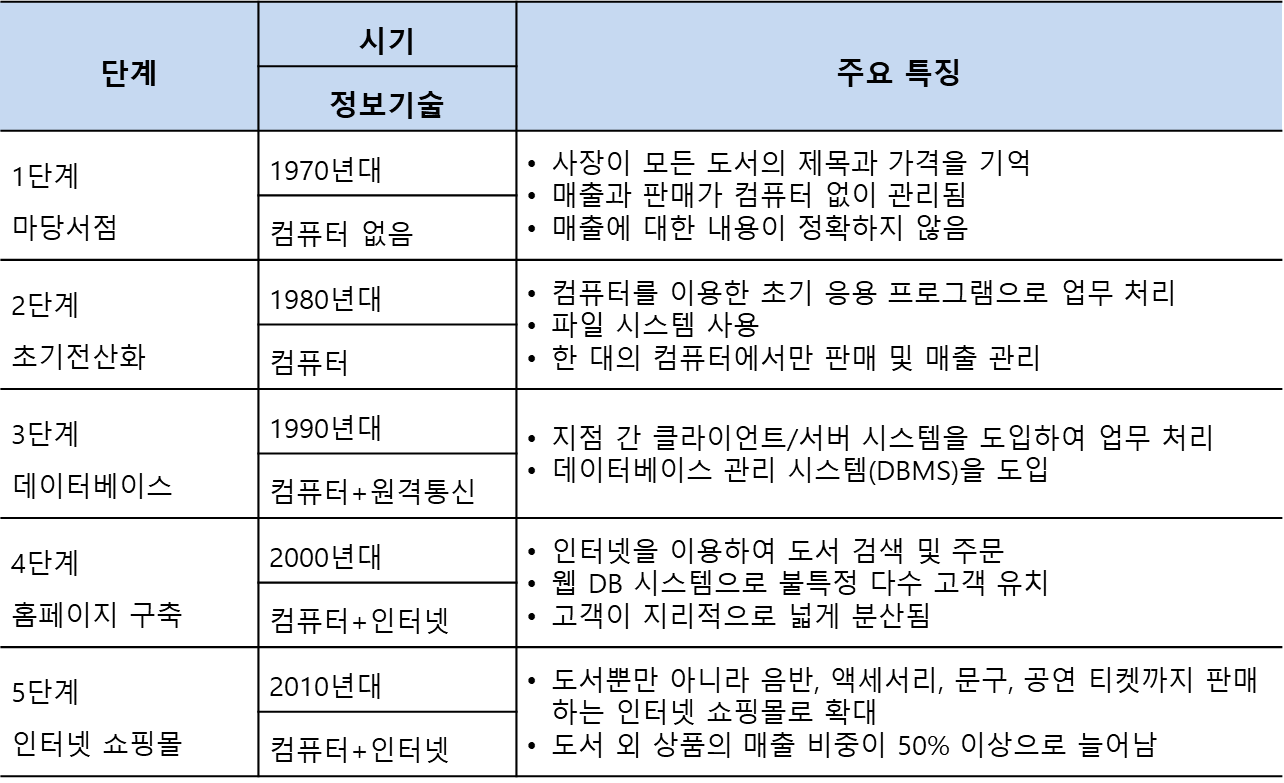 단계
시기
정보기술
주요 특징
1단계
마당서점
1970년대
컴퓨터 없음
• 사장이 모든 도서의 제목과 가격을 기억
• 매출과 판매가 컴퓨터 없이 관리됨
• 매출에 대한 내용이 정확하지 않음
2단계
초기전산화
1980년대
컴퓨터
• 컴퓨터를 이용한 초기 응용 프로그램으로 업무 처리
• 파일 시스템 사용
• 한 대의 컴퓨터에서만 판매 및 매출 관리
3단계
데이터베이스
1990년대
컴퓨터+원격통신
• 지점 간 클라이언트/서버 시스템을 도입하여 업무 처리
• 데이터베이스 관리 시스템(DBMS)을 도입
4단계
홈페이지 구축
2000년대
컴퓨터+인터넷
• 인터넷을 이용하여 도서 검색 및 주문
• 웹 DB 시스템으로 불특정 다수 고객 유치
• 고객이 지리적으로 넓게 분산됨
5단계
인터넷 쇼핑몰
2010년대
컴퓨터+인터넷
• 도서뿐만 아니라 음반, 액세서리, 문구, 공연 티켓까지 판매
하는 인터넷 쇼핑몰로 확대
• 도서 외 상품의 매출 비중이 50% 이상으로 늘어남